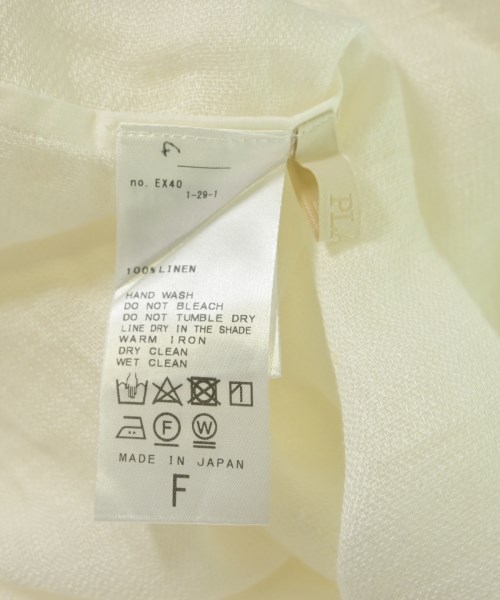 no. EX40
1-29-1
100% LINEN
HAND WASH
DO NOT BLEACH
DO NOT TUMBLE DRY
LINE DRY IN THE SHADE
WARM IRON
DRY CLEAN
WET CLEAN
F W
MADE IN JAPAN
F
PLA